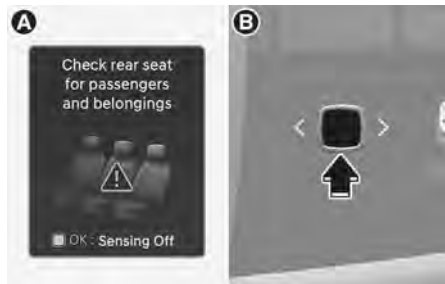 A
Check rear seat
for passengers
and belongings
OK : Sensing Off
B